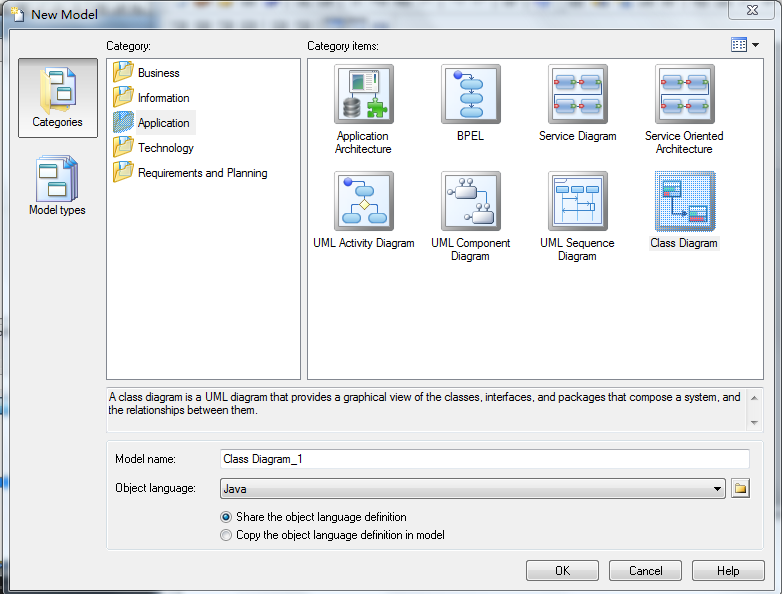 New Model
Category:
Category items:
Categories
Model types
Business
Information
Application
Technology
Requirements and Planning
Application
Architecture
BPEL
Service Diagram
Service Oriented
Architecture
UML Activity Diagram
UML Component
Diagram
UML Sequence
Diagram
Class Diagram
A class diagram is a UML diagram that provides a graphical view of the classes, interfaces, and packages that compose a system, and
the relationships between them.
Model name:
Class Diagram_1
Object language:
Java
Share the object language definition
Copy the object language definition in model
OK
Cancel
Help